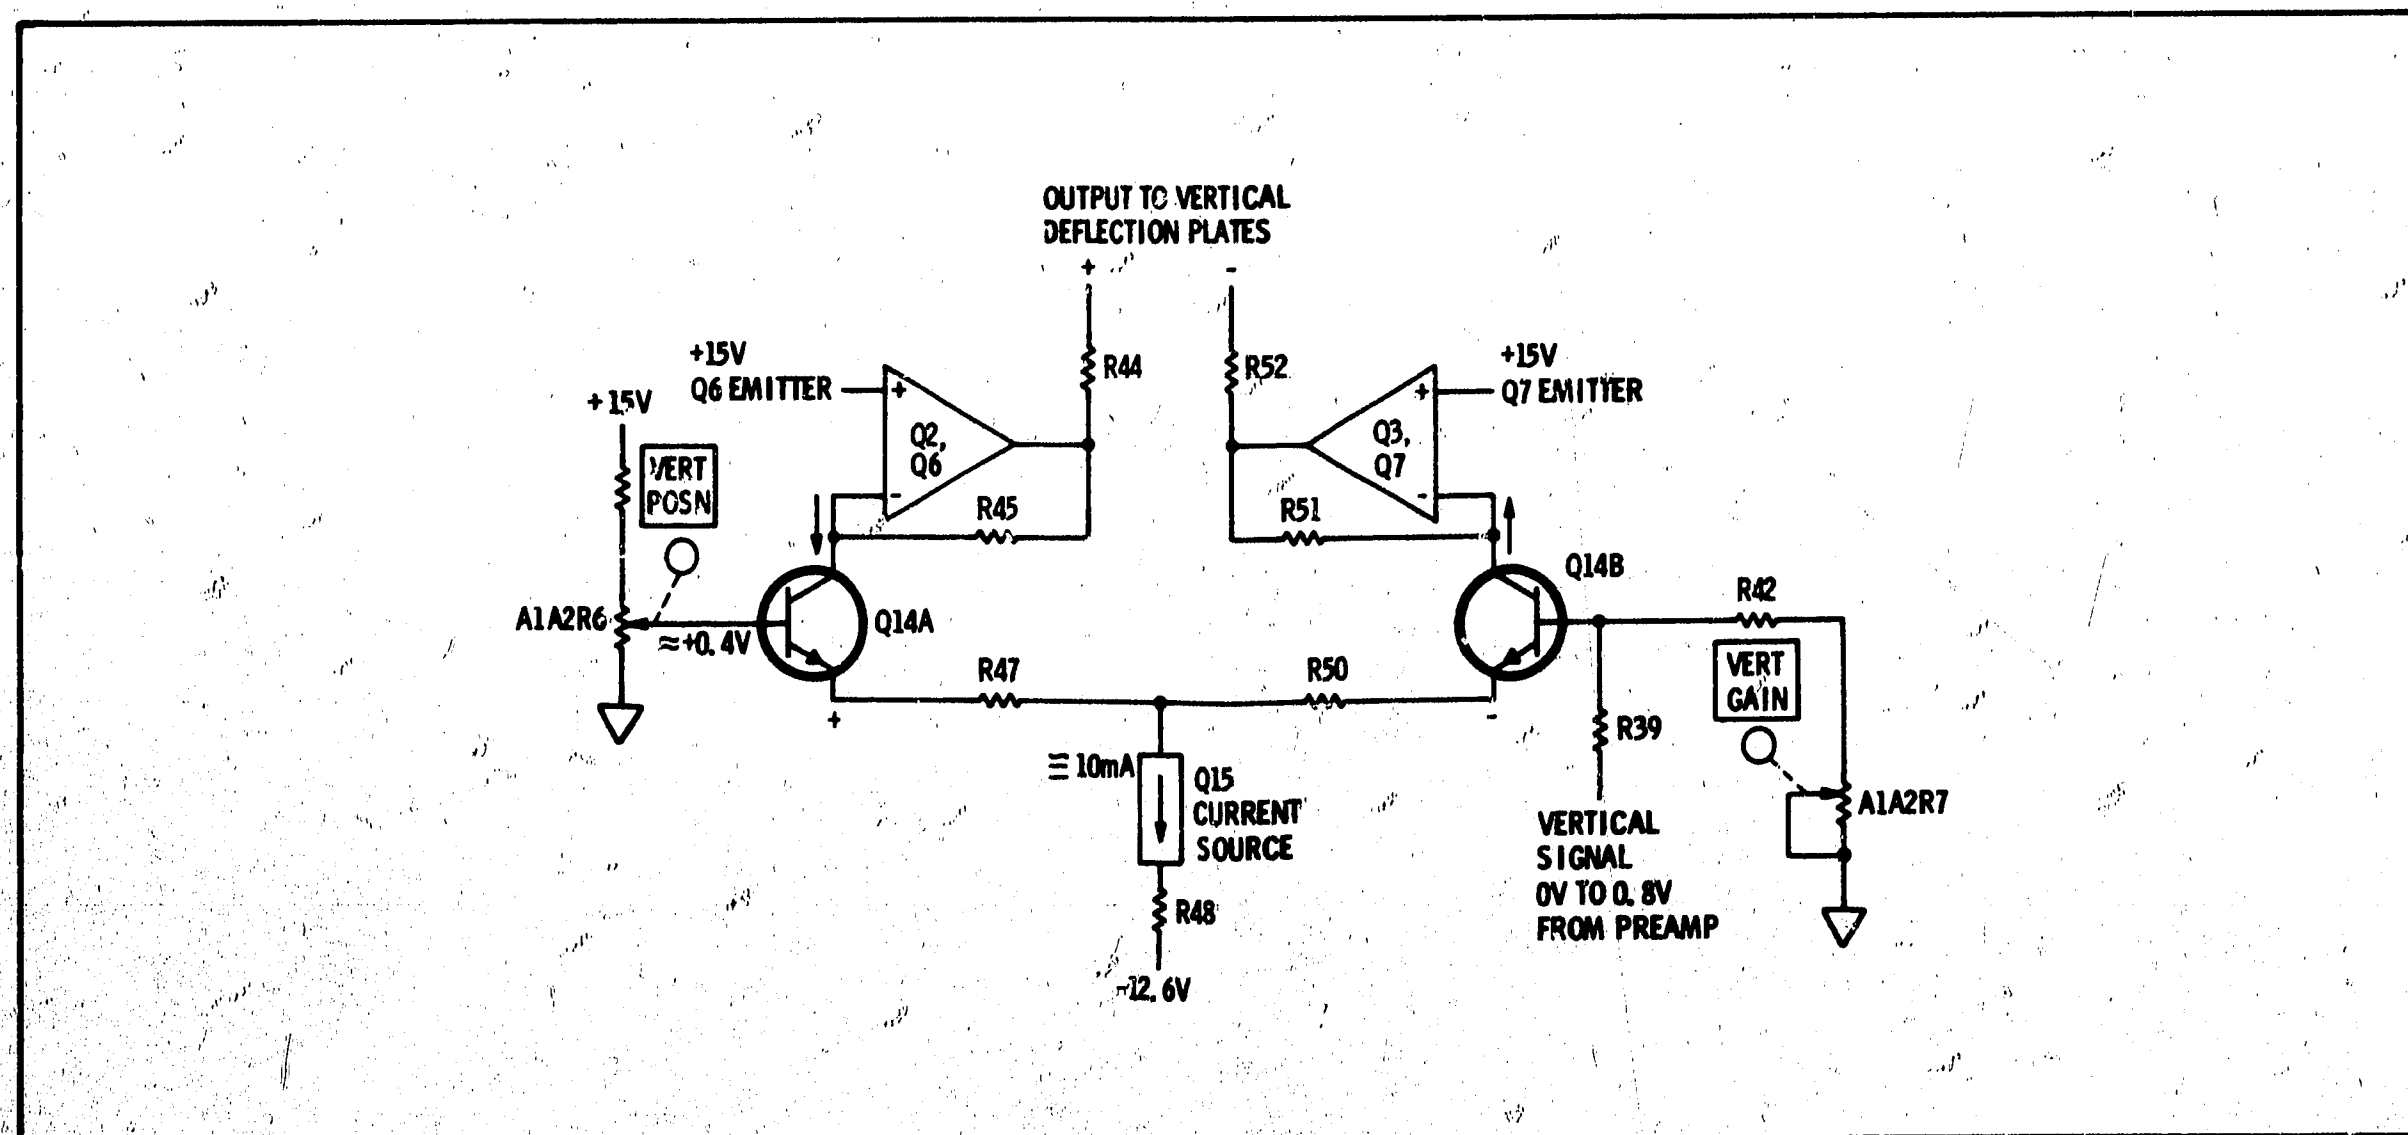 OUTPUT TO VERTICAL
DEFLECTION PLATES
+
-
+15V
Q6 EMITTER
+15V
VERT
POSN
+
Q2,
Q6
-
R44
R45
R52
+15V
Q7 EMITTER
+
Q3,
Q7
-
R51
A1A2R6
≈+0.4V
Q14A
Q14B
R42
VERT
GAIN
R47
R50
+
-
R39
≅ 10mA
Q15
CURRENT
SOURCE
R48
-12.6V
VERTICAL
SIGNAL
0V TO 0.8V
FROM PREAMP
A1A2R7